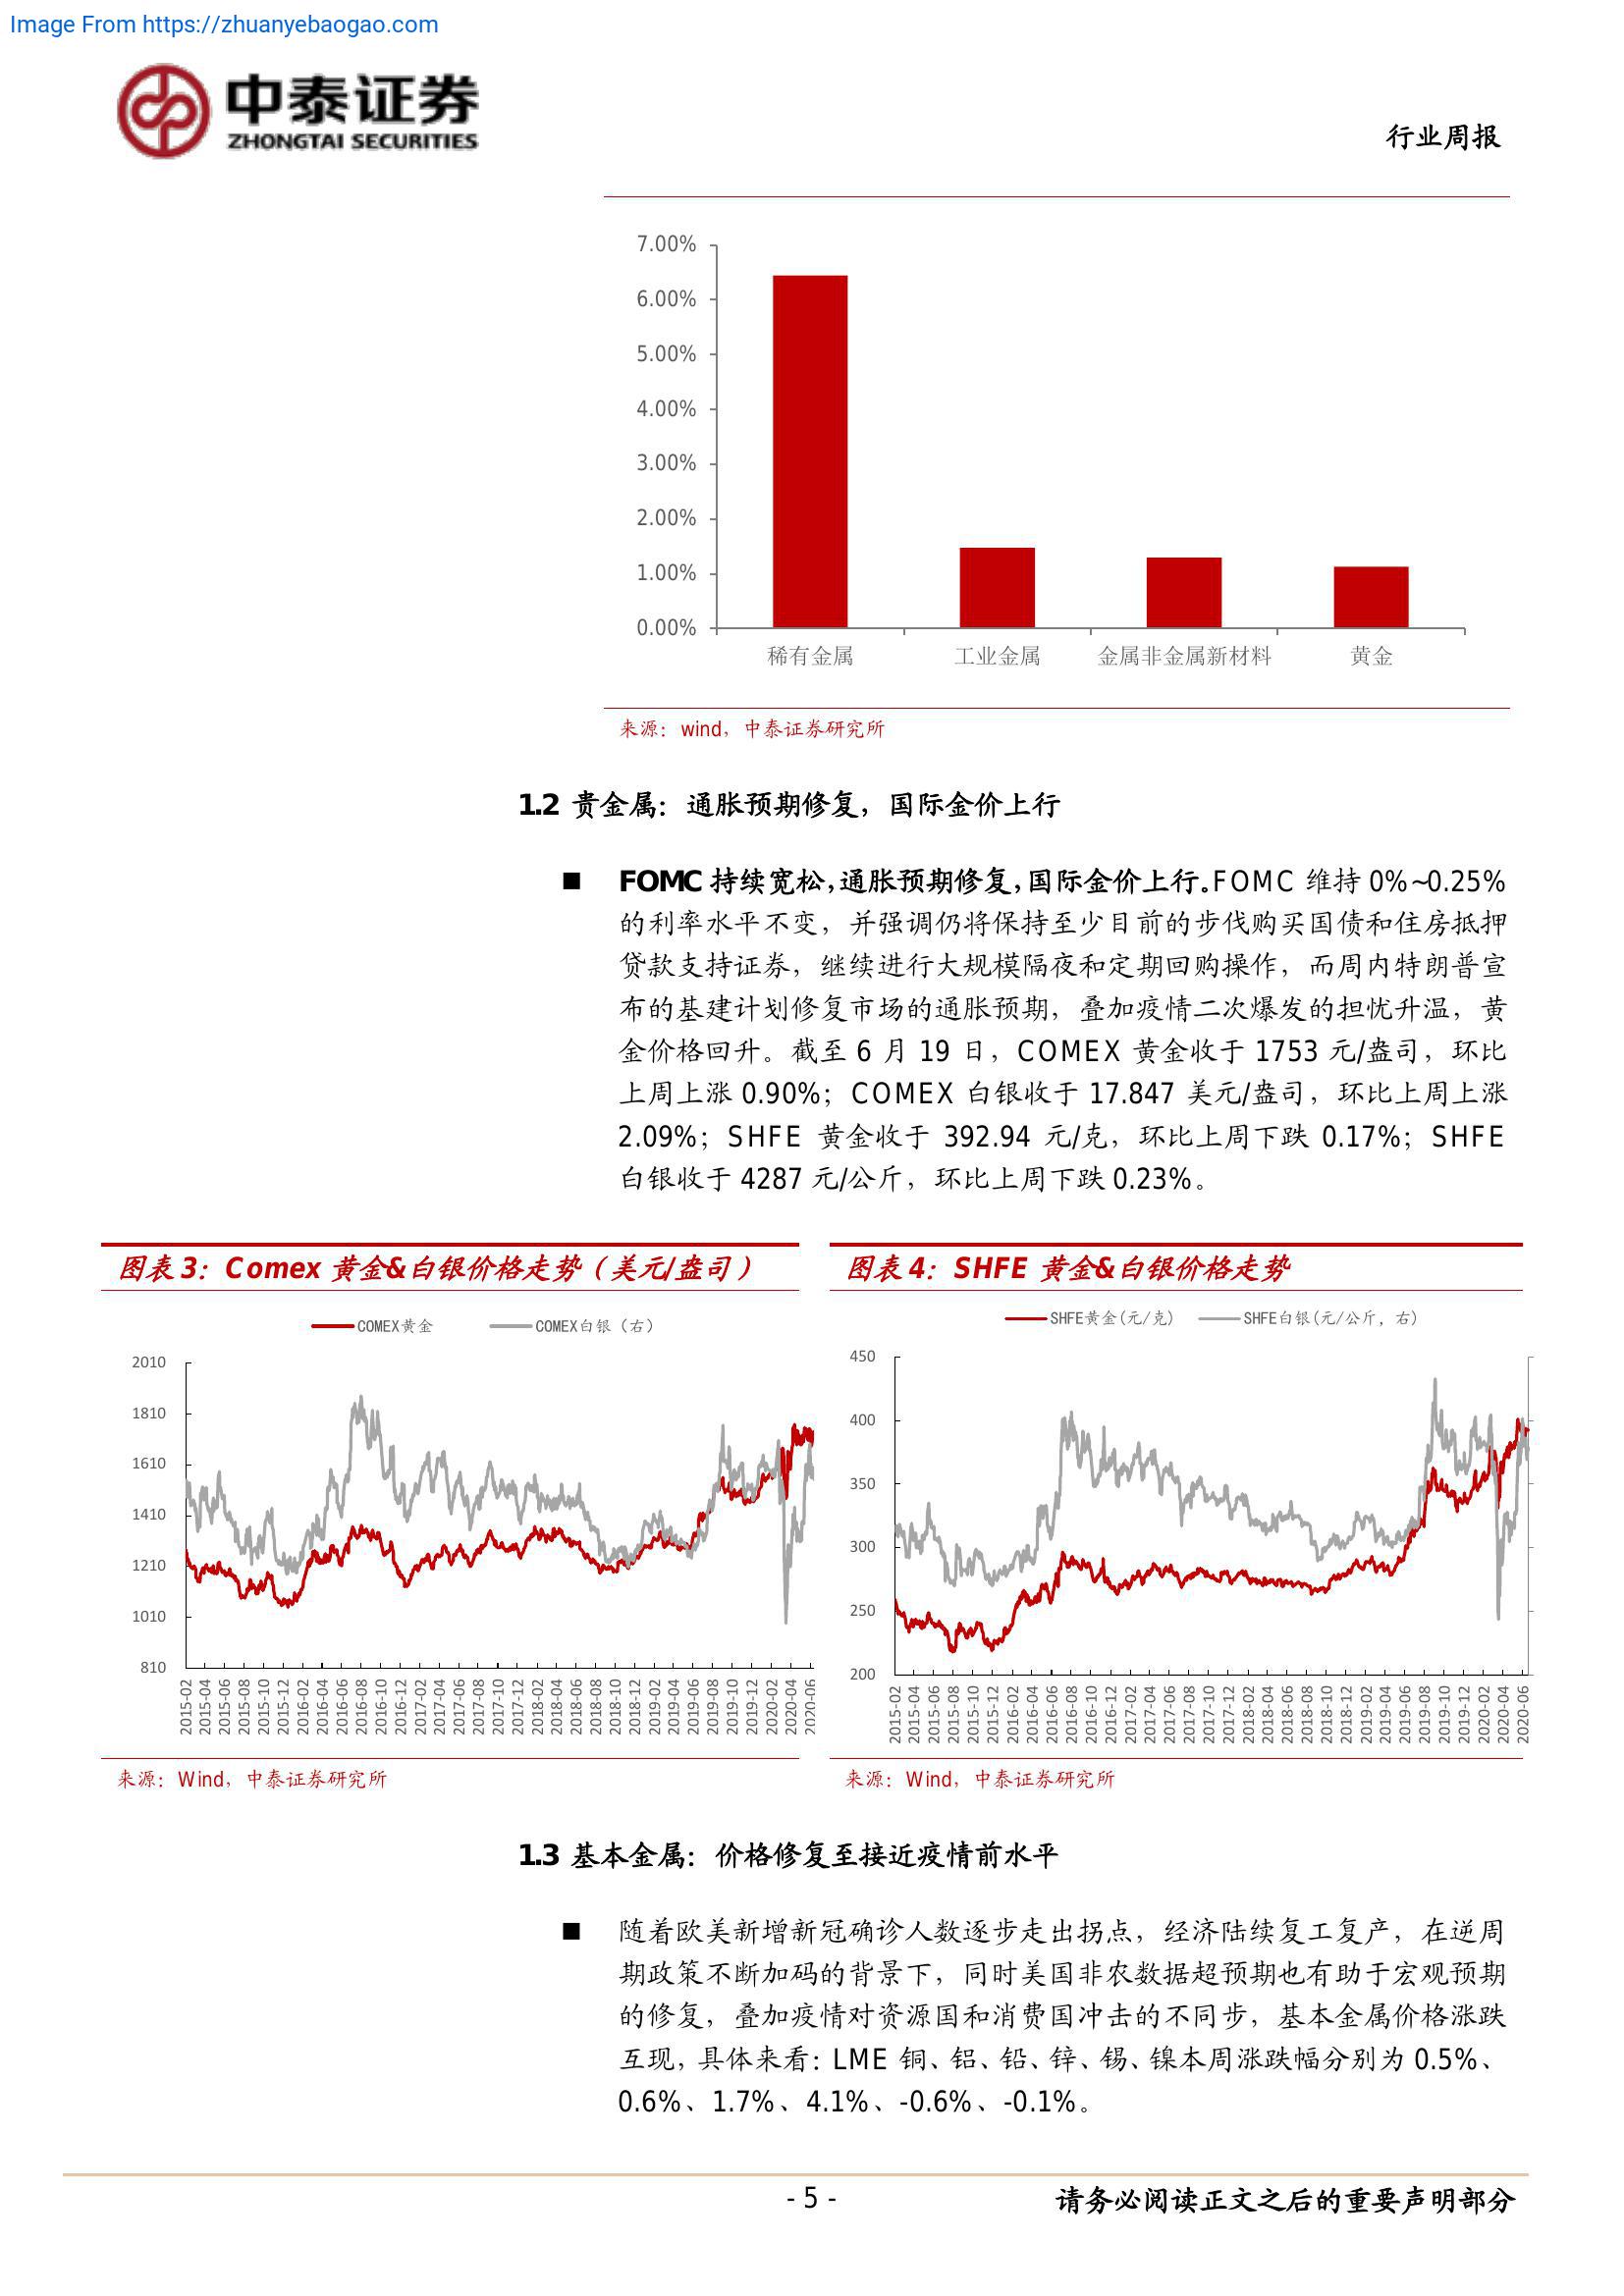 Image From https://zhuanyebaogao.com
中泰证券
ZHONGTAI SECURITIES
行业周报
7.00%
6.00%
5.00%
4.00%
3.00%
2.00%
1.00%
0.00%
稀有金属 工业金属 金属非金属新材料 黄金
来源：wind，中泰证券研究所
1.2 贵金属：通胀预期修复，国际金价上行
■ FOMC 持续宽松，通胀预期修复，国际金价上行。FOMC 维持 0%~0.25%
的利率水平不变，并强调仍将保持至少目前的步伐购买国债和住房抵押
贷款支持证券，继续进行大规模隔夜和定期回购操作，而周内特朗普宣
布的基建计划修复市场的通胀预期，叠加疫情二次爆发的担忧升温，黄
金价格回升。截至 6 月 19 日，COMEX 黄金收于 1753 元/盎司，环比
上周上涨 0.90%；COMEX 白银收于 17.847 美元/盎司，环比上周上涨
2.09%；SHFE 黄金收于 392.94 元/克，环比上周下跌 0.17%；SHFE
白银收于 4287 元/公斤，环比上周下跌 0.23%。
图表 3：Comex 黄金&白银价格走势（美元/盎司）
COMEX黄金 COMEX白银（右）
2010
1810
1610
1410
1210
1010
810
2015-02 2015-04 2015-06 2015-08 2015-10 2015-12 2016-02 2016-04 2016-06 2016-08 2016-10 2016-12 2017-02 2017-04 2017-06 2017-08 2017-10 2017-12 2018-02 2018-04 2018-06 2018-08 2018-10 2018-12 2019-02 2019-04 2019-06 2019-08 2019-10 2019-12 2020-02 2020-04 2020-06
来源：Wind，中泰证券研究所
图表 4：SHFE 黄金&白银价格走势
SHFE黄金(元/克) SHFE白银(元/公斤，右)
450
400
350
300
250
200
2015-02 2015-04 2015-06 2015-08 2015-10 2015-12 2016-02 2016-04 2016-06 2016-08 2016-10 2016-12 2017-02 2017-04 2017-06 2017-08 2017-10 2017-12 2018-02 2018-04 2018-06 2018-08 2018-10 2018-12 2019-02 2019-04 2019-06 2019-08 2019-10 2019-12 2020-02 2020-04 2020-06
来源：Wind，中泰证券研究所
1.3 基本金属：价格修复至接近疫情前水平
■ 随着欧美新增新冠确诊人数逐步走出拐点，经济陆续复工复产，在逆周
期政策不断加码的背景下，同时美国非农数据超预期也有助于宏观预期
的修复，叠加疫情对资源国和消费国冲击的不同步，基本金属价格涨跌
互现，具体来看：LME 铜、铝、铅、锌、锡、镍本周涨跌幅分别为 0.5%、
0.6%、1.7%、4.1%、-0.6%、-0.1%。
- 5 -
请务必阅读正文之后的重要声明部分